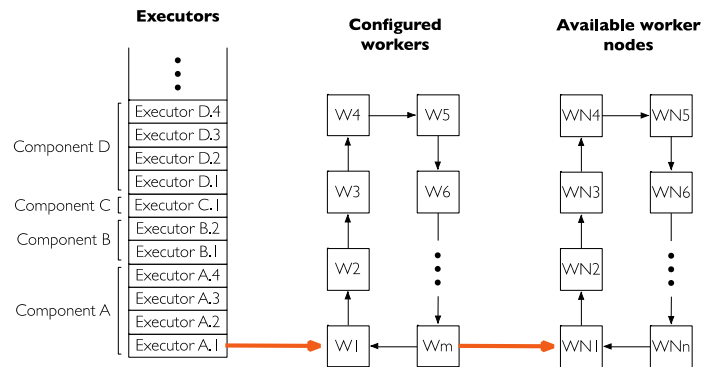 Executors
Configured
workers
Available worker
nodes
Executor D.4
Executor D.3
Executor D.2
Executor D.1
Executor C.1
Executor B.2
Executor B.1
Executor A.4
Executor A.3
Executor A.2
Executor A.1
Component D
Component C
Component B
Component A
W4
W5
W3
W6
W2
W1
Wm
WN4
WN5
WN3
WN6
WN2
WN1
WNn